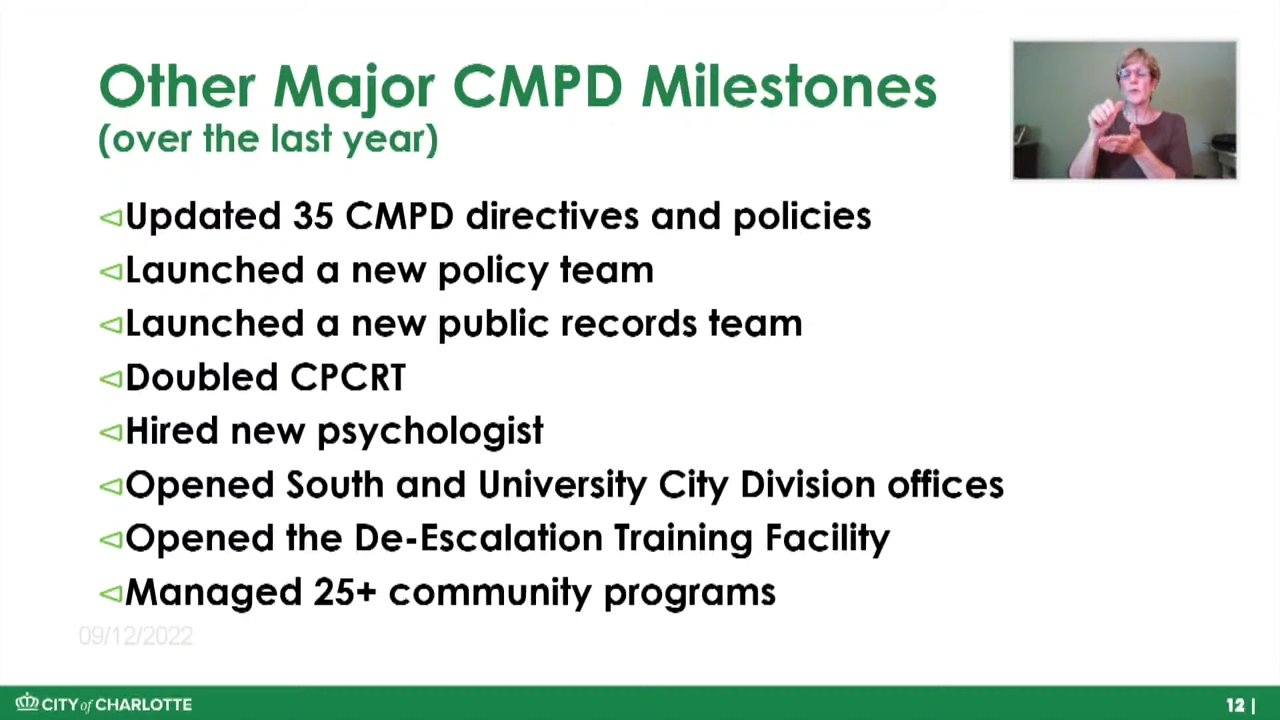 Other Major CMPD Milestones
(over the last year)
Updated 35 CMPD directives and policies
Launched a new policy team
Launched a new public records team
Doubled CPCRT
Hired new psychologist
Opened South and University City Division offices
Opened the De-Escalation Training Facility
Managed 25+ community programs
09/12/2022
CITY of CHARLOTTE
12 |